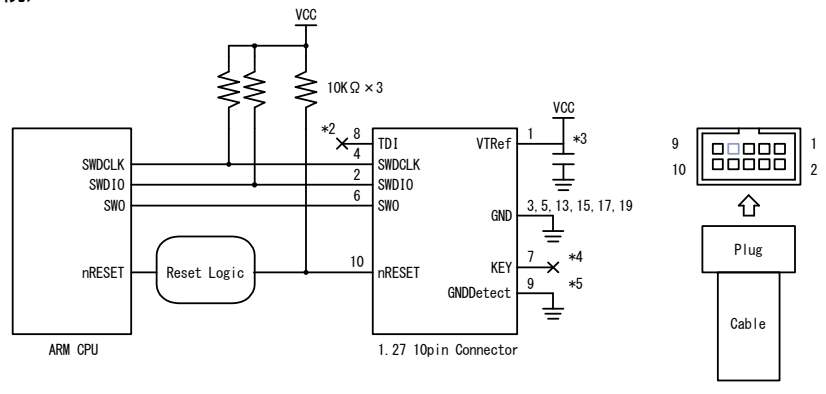 VCC
10KΩ×3
*2
8
TDI
4
SWDCLK
2
SWDIO
6
SWO
10
nRESET
SWDCLK
SWDIO
SWO
nRESET
Reset Logic
ARM CPU
VCC
VTRef
1
*3
GND
3, 5, 13, 15, 17, 19
KEY
7
*4
GNDDetect
9
*5
1.27 10pin Connector
9
1
10
2
Plug
Cable